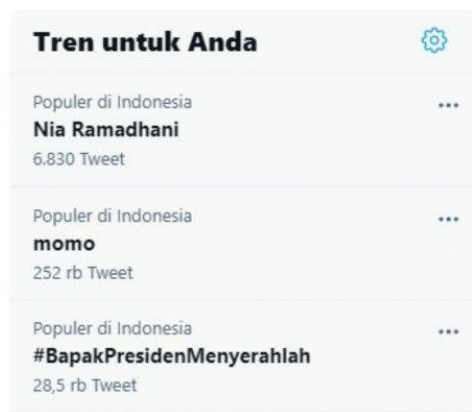 Tren untuk Anda
Populer di Indonesia
Nia Ramadhani
6.830 Tweet
Populer di Indonesia
momo
252 rb Tweet
Populer di Indonesia
#BapakPresidenMenyerahlah
28,5 rb Tweet